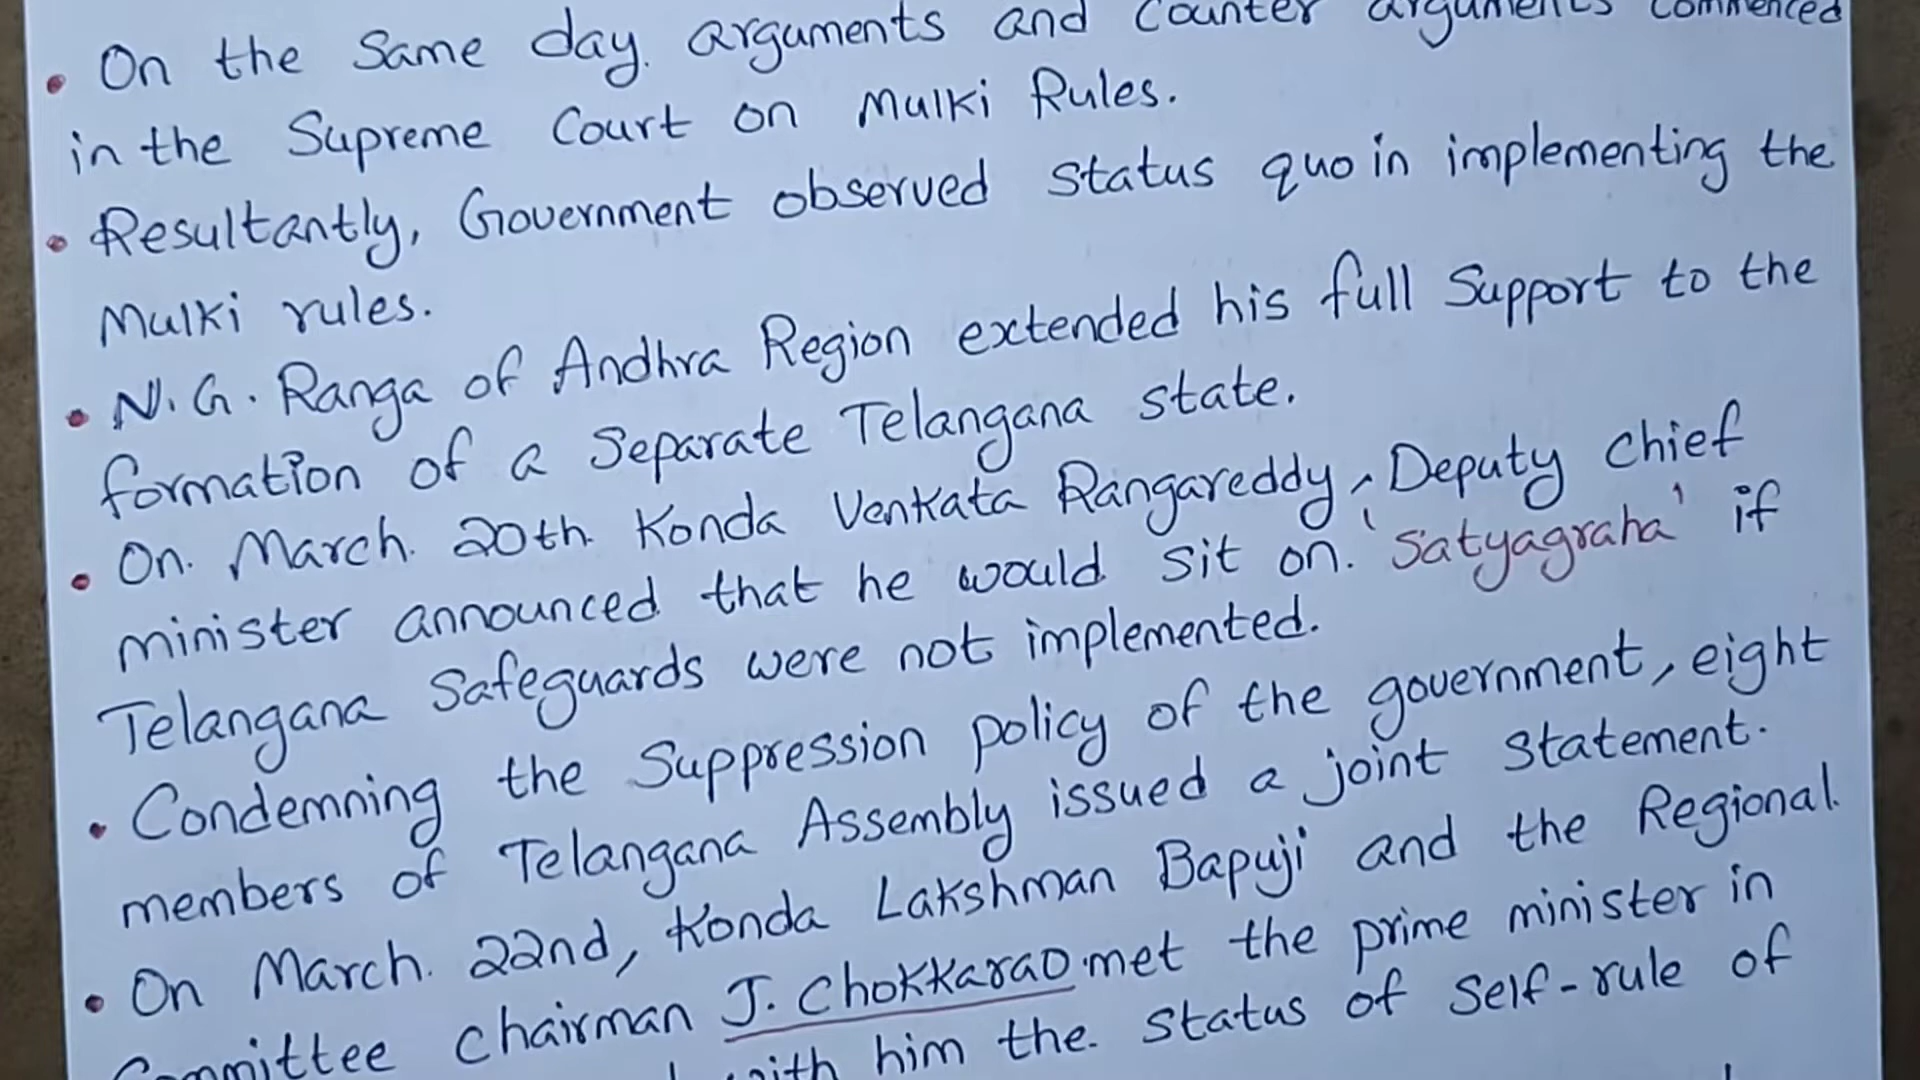 • On the Same day. arguments and Counter arguments commenced
in the Supreme Court on Mulki Rules.
• Resultantly, Government observed status quo in implementing the
Mulki rules.
• N. G. Ranga of Andhra Region extended his full Support to the
formation of a Separate Telangana state.
• On. March. 20th. Konda Venkata Rangareddy, Deputy chief
minister announced that he would sit on. 'Satyagraha' if
Telangana Safeguards were not implemented.
• Condemning the Suppression policy of the government, eight
members of Telangana Assembly issued a joint Statement.
• On March. 22nd, Konda Lakshman Bapuji and the Regional.
Committee chairman J. Chokkarao met the prime minister in
with him the. status of Self-rule of